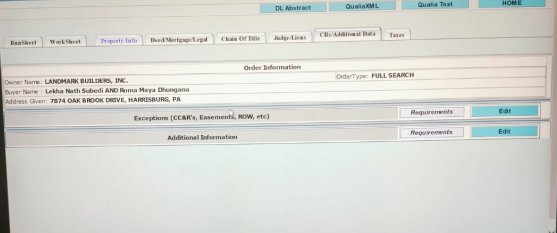 DL Abstract QualiaXML Qualia Text HOME
RunSheet WorkSheet Property Info Deed/Mortgage/Legal Chain Of Title Judge/Liens CRs/Additional Data Taxes
Order Information
Owner Name: LANDMARK BUILDERS, INC. OrderType: FULL SEARCH
Buyer Name : Lekha Nath Subedi AND Roma Maya Dhungana
Address Given: 7874 OAK BROOK DRIVE, HARRISBURG, PA
Exceptions (CC&R's, Easements, ROW, etc) Requirements Edit
Additional Information Requirements Edit